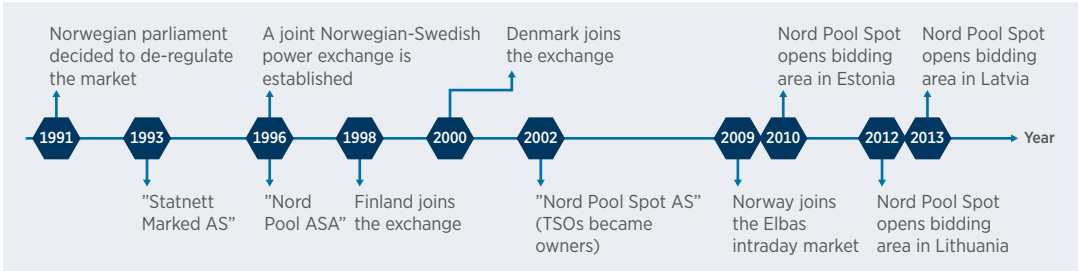 Norwegian parliament
decided to de-regulate
the market
A joint Norwegian-Swedish
power exchange is
established
Denmark joins
the exchange
Nord Pool Spot
opens bidding
area in Estonia
Nord Pool Spot
opens bidding
area in Latvia
1991
1993
1996
1998
2000
2002
2009
2010
2012
2013
Year
”Statnett
Marked AS”
”Nord
Pool ASA”
Finland joins
the exchange
”Nord Pool Spot AS”
(TSOs became
owners)
Norway joins
the Elbas
intraday market
Nord Pool Spot
opens bidding
area in Lithuania